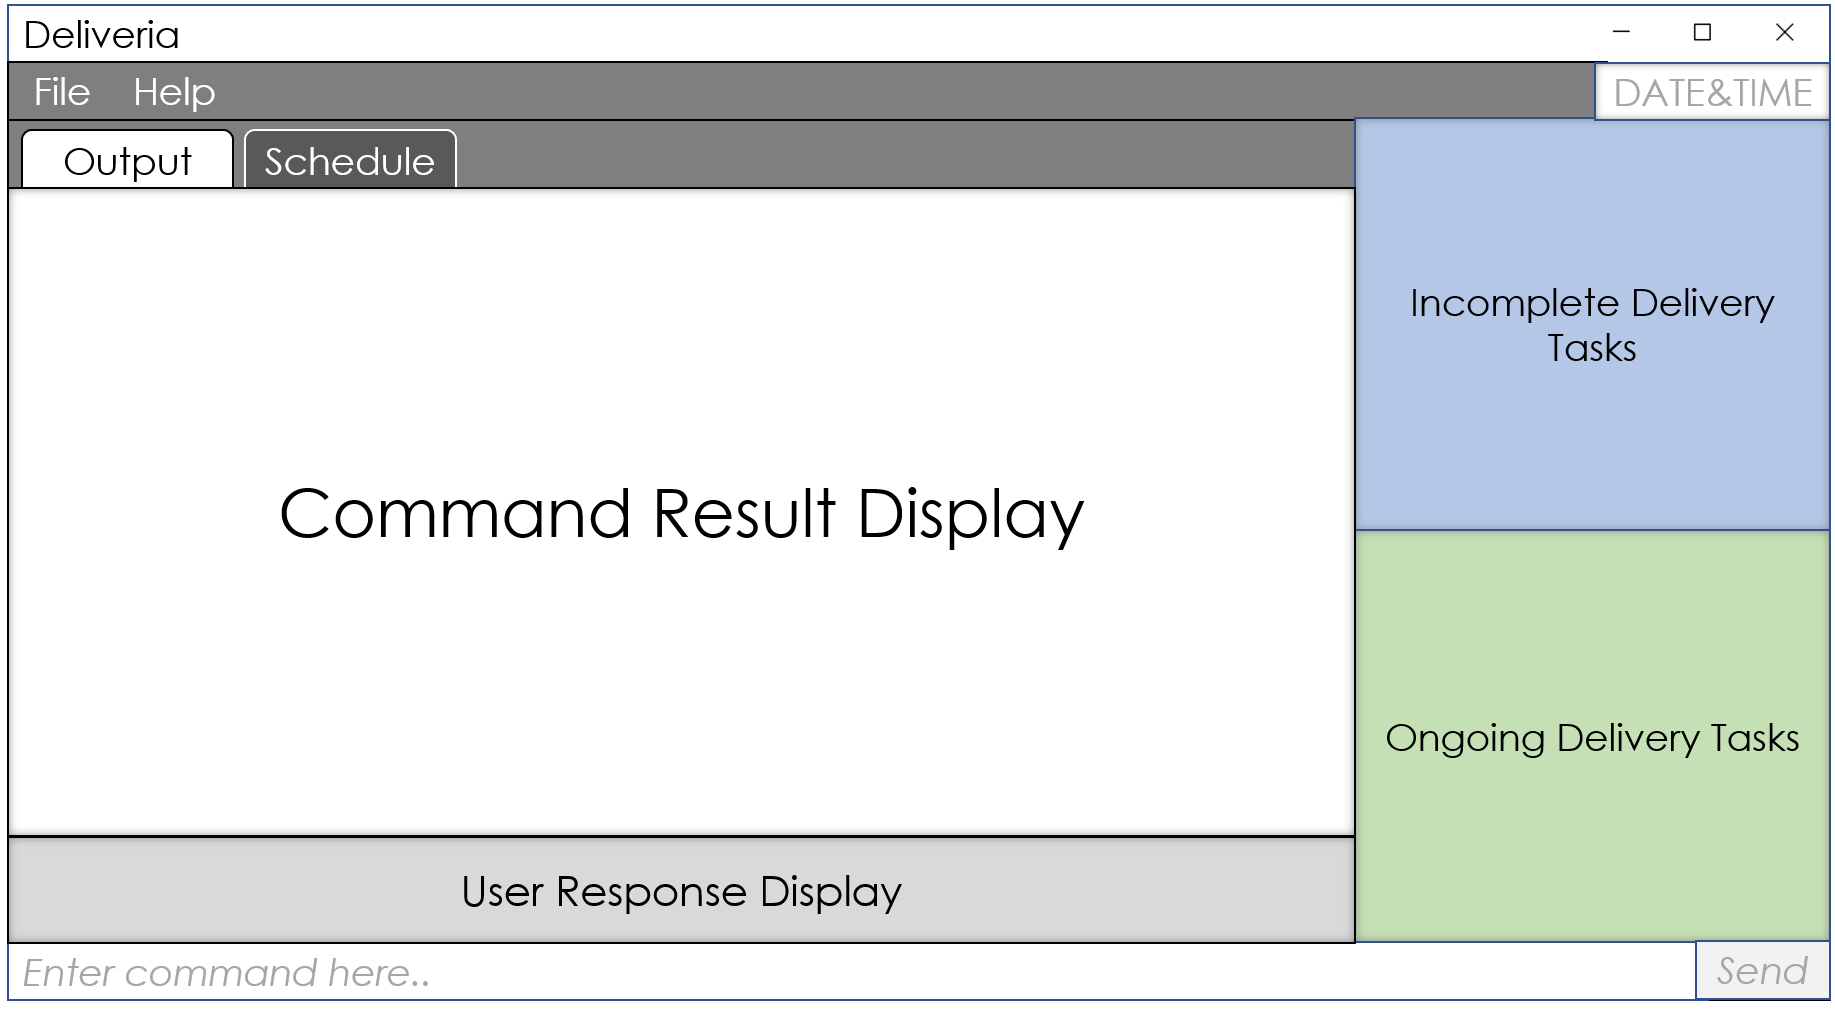 Deliveria
File Help
DATE&TIME
Output Schedule
Command Result Display
Incomplete Delivery
Tasks
Ongoing Delivery Tasks
User Response Display
Enter command here..
Send